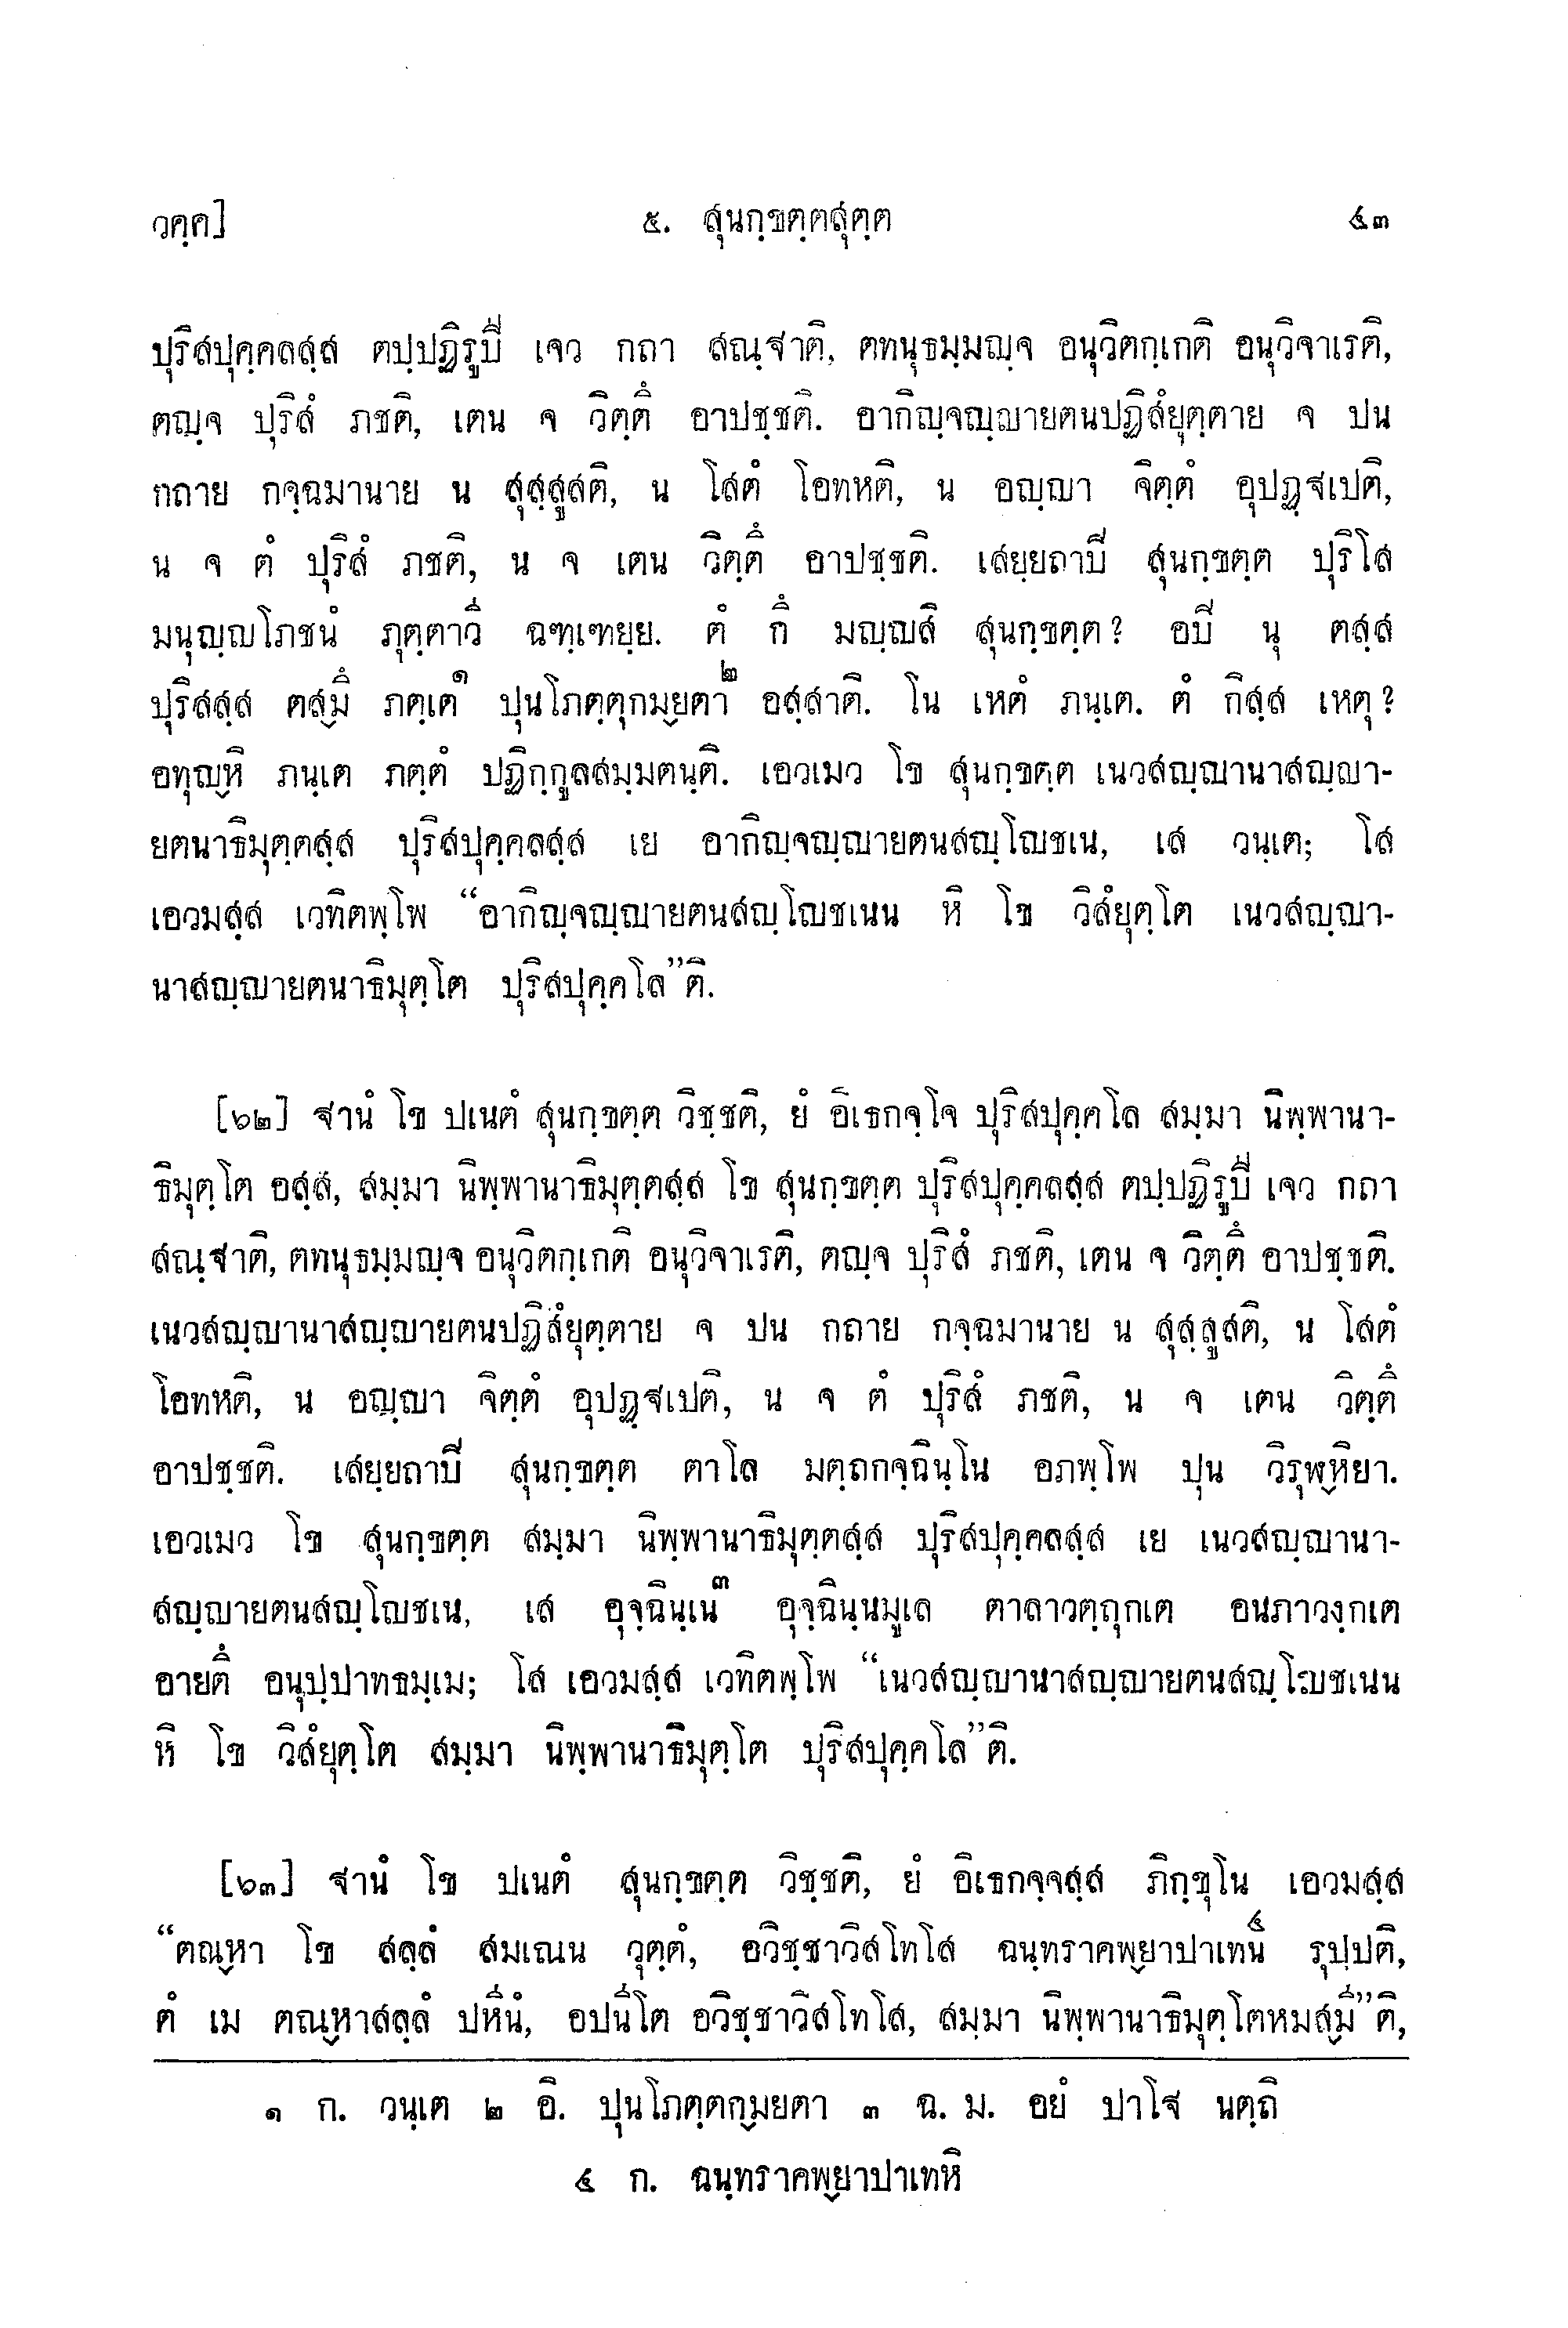 วคฺค]
๕. สุนกฺขตฺตสุตฺต
๔๓
ปุริสปุคฺคลสฺส ตปฺปฏิรูปี เจว กถา สณฺฐาติ, ตทนุธมฺมญฺจ อนุวิตกฺเกติ อนุวิจาเรติ,
ตญฺจ ปุริสํ ภชติ, เตน จ วิตฺตึ อาปชฺชติ. อากิญฺจญฺญายตนปฏิสํยุตฺตาย จ ปน
กถาย กจฺฉมานาย น สุสฺสูสติ, น โสตํ โอทหติ, น อญฺญา จิตฺตํ อุปฏฺฐเปติ,
น จ ตํ ปุริสํ ภชติ, น จ เตน วิตฺตึ อาปชฺชติ. เสยฺยถาปิ สุนกฺขตฺต ปุริโส
มนุญฺญโภชนํ ภุตฺตาวี ฉฑฺเฑยฺย. ตํ กึ มญฺญสิ สุนกฺขตฺต? อปิ นุ ตสฺส
ปุริสสฺส ตสฺมึ ภตฺเต๑ ปุนโภตฺตุกมฺยตา๒ อสฺสาติ. โน เหตํ ภนฺเต. ตํ กิสฺส เหตุ?
อทุญฺหิ ภนฺเต ภตฺตํ ปฏิกฺกูลสมฺมตนฺติ. เอวเมว โข สุนกฺขตฺต เนวสญฺญานาสญฺญา-
ยตนาธิมุตฺตสฺส ปุริสปุคฺคลสฺส เย อากิญฺจญฺญายตนสญฺโญชเน, เส วนฺเต; โส
เอวมสฺส เวทิตพฺโพ “อากิญฺจญฺญายตนสญฺโญชเนน หิ โข วิสํยุตฺโต เนวสญฺญา-
นาสญฺญายตนาธิมุตฺโต ปุริสปุคฺคโล”ติ.
[๖๒] ฐานํ โข ปเนตํ สุนกฺขตฺต วิชฺชติ, ยํ อิเธกจฺโจ ปุริสปุคฺคโล สมฺมา นิพฺพานา-
ธิมุตฺโต อสฺส, สมฺมา นิพฺพานาธิมุตฺตสฺส โข สุนกฺขตฺต ปุริสปุคฺคลสฺส ตปฺปฏิรูปี เจว กถา
สณฺฐาติ, ตทนุธมฺมญฺจ อนุวิตกฺเกติ อนุวิจาเรติ, ตญฺจ ปุริสํ ภชติ, เตน จ วิตฺตึ อาปชฺชติ.
เนวสญฺญานาสญฺญายตนปฏิสํยุตฺตาย จ ปน กถาย กจฺฉมานาย น สุสฺสูสติ, น โสตํ
โอทหติ, น อญฺญา จิตฺตํ อุปฏฺฐเปติ, น จ ตํ ปุริสํ ภชติ, น จ เตน วิตฺตึ
อาปชฺชติ. เสยฺยถาปิ สุนกฺขตฺต ตาโล มตฺถกจฺฉินฺโน อภพฺโพ ปุน วิรุฬฺหิยา.
เอวเมว โข สุนกฺขตฺต สมฺมา นิพฺพานาธิมุตฺตสฺส ปุริสปุคฺคลสฺส เย เนวสญฺญานา-
สญฺญายตนสญฺโญชเน, เส อุจฺฉินฺเน๓ อุจฺฉินฺนมูเล ตาลาวตฺถุกเต อนภาวงฺกเต
อายตึ อนุปฺปาทธมฺเม; โส เอวมสฺส เวทิตพฺโพ “เนวสญฺญานาสญฺญายตนสญฺโญชเนน
หิ โข วิสํยุตฺโต สมฺมา นิพฺพานาธิมุตฺโต ปุริสปุคฺคโล”ติ.
[๖๓] ฐานํ โข ปเนตํ สุนกฺขตฺต วิชฺชติ, ยํ อิเธกจฺจสฺส ภิกฺขุโน เอวมสฺส
“ตณฺหา โข สลฺลํ สมเณน วุตฺตํ, อวิชฺชาวิสโทโส ฉนฺทราคพฺยาปาเทน๔ รุปฺปติ,
ตํ เม ตณฺหาสลฺลํ ปหีนํ, อปนีโต อวิชฺชาวิสโทโส, สมฺมา นิพฺพานาธิมุตฺโตหมสฺมี”ติ,
๑ ก. วนฺเต ๒ อิ. ปุนโภตฺตกมฺยตา ๓ ฉ. ม. อยํ ปาโฐ นตฺถิ
๔ ก. ฉนฺทราคพฺยาปาเทหิ